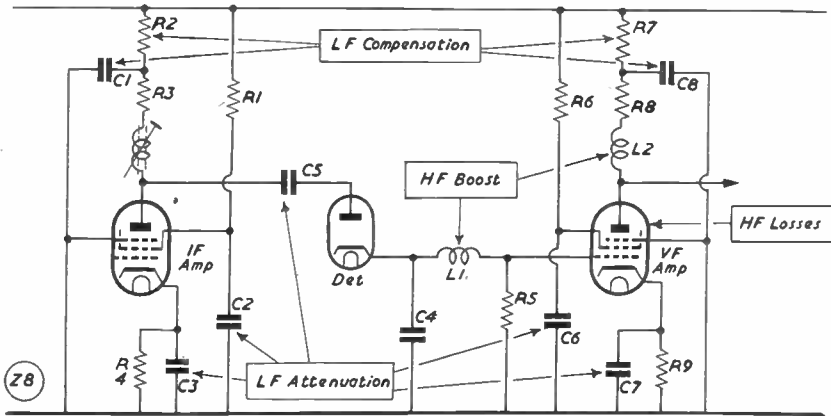 R2
LF Compensation
R7
C1
C8
R3
R1
R6
R8
C5
HF Boost
L2
HF Losses
IF
Amp
Det
L1
VF
Amp
C2
C4
R5
C6
R
4
C3
LF Attenuation
C7
R9
Z8